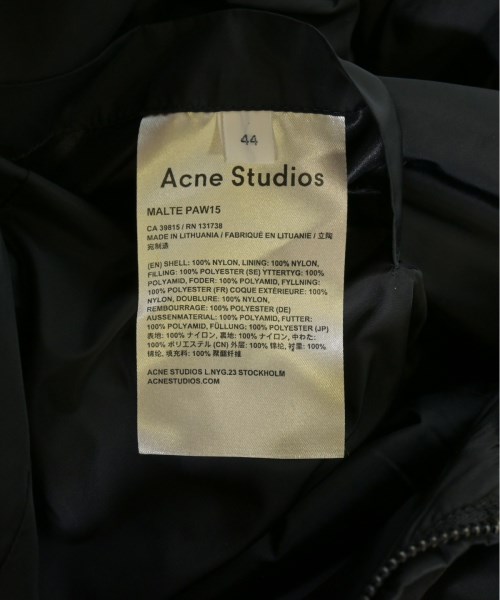 44
Acne Studios
MALTE PAW15
CA 39815 / RN 131738
MADE IN LITHUANIA / FABRIQUÉ EN LITUANIE / 立陶
宛制造
(EN) SHELL: 100% NYLON, LINING: 100% NYLON,
FILLING: 100% POLYESTER (SE) YTTERTYG: 100%
POLYAMID, FODER: 100% POLYAMID, FYLLNING:
100% POLYESTER (FR) COQUE EXTÉRIEURE: 100%
NYLON, DOUBLURE: 100% NYLON,
REMBOURRAGE: 100% POLYESTER (DE)
AUSSENMATERIAL: 100% POLYAMID, FUTTER:
100% POLYAMID, FÜLLUNG: 100% POLYESTER (JP)
表地: 100% ナイロン, 裏地: 100% ナイロン, 中わた:
100% ポリエステル (CN) 外层: 100% 锦纶, 衬里: 100%
锦纶, 填充料: 100% 聚酯纤维
ACNE STUDIOS L.NYG.23 STOCKHOLM
ACNESTUDIOS.COM